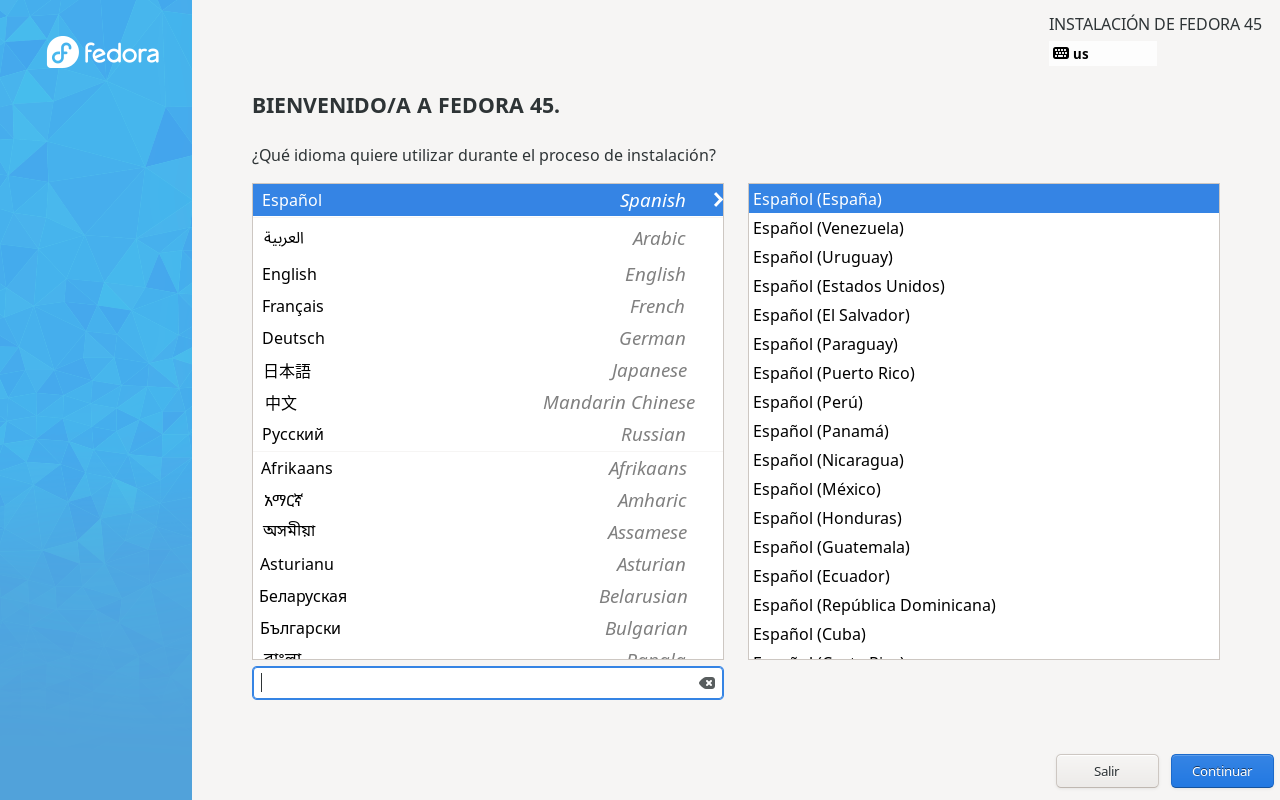 fedora
INSTALACIÓN DE FEDORA 45
us
BIENVENIDO/A A FEDORA 45.
¿Qué idioma quiere utilizar durante el proceso de instalación?
Español Spanish
العربية Arabic
English English
Français French
Deutsch German
日本語 Japanese
中文 Mandarin Chinese
Русский Russian
Afrikaans Afrikaans
አማርኛ Amharic
অসমীয়া Assamese
Asturianu Asturian
Беларуская Belarusian
Български Bulgarian
বাংলা Bangla
Español (España)
Español (Venezuela)
Español (Uruguay)
Español (Estados Unidos)
Español (El Salvador)
Español (Paraguay)
Español (Puerto Rico)
Español (Perú)
Español (Panamá)
Español (Nicaragua)
Español (México)
Español (Honduras)
Español (Guatemala)
Español (Ecuador)
Español (República Dominicana)
Español (Cuba)
Español (Costa Rica)
Salir
Continuar